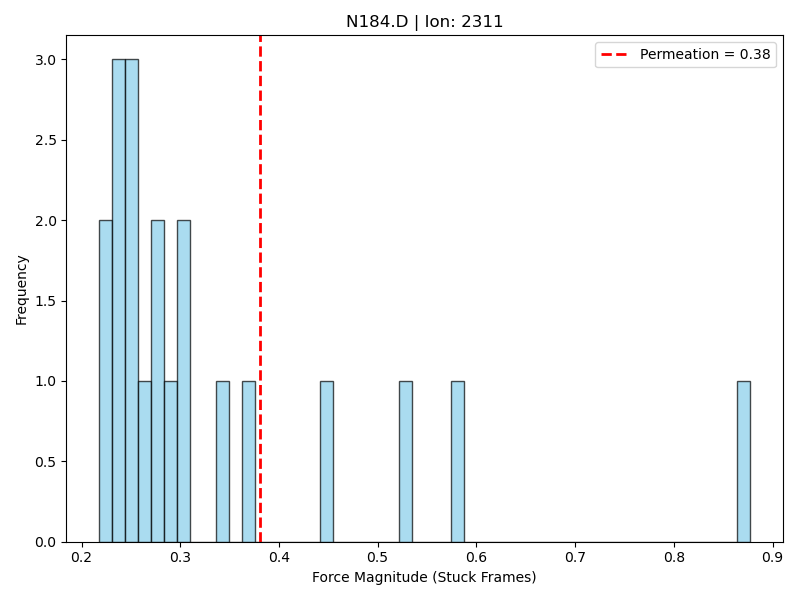 N184.D | Ion: 2311
Permeation = 0.38
Frequency
3.0
2.5
2.0
1.5
1.0
0.5
0.0
0.2 0.3 0.4 0.5 0.6 0.7 0.8 0.9
Force Magnitude (Stuck Frames)